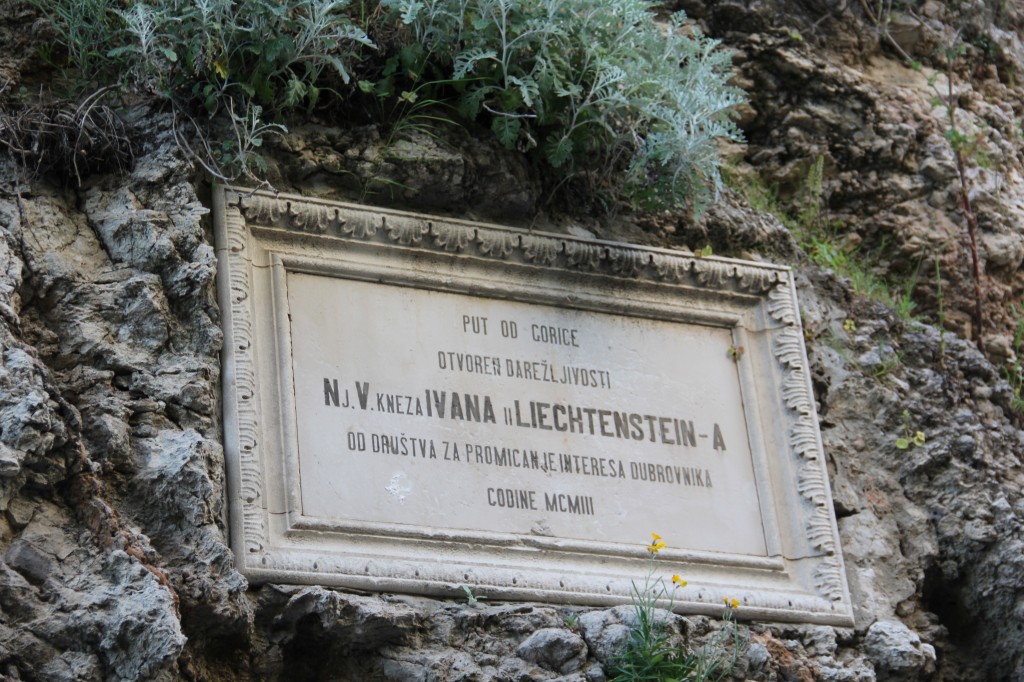 PUT OD GORICE
OTVOREN DAREŽLJIVOSTI
NJ.V. KNEZA IVANA II LIECHTENSTEIN-A
OD DRUŠTVA ZA PROMICANJE INTERESA DUBROVNIKA
GODINE MCMIII